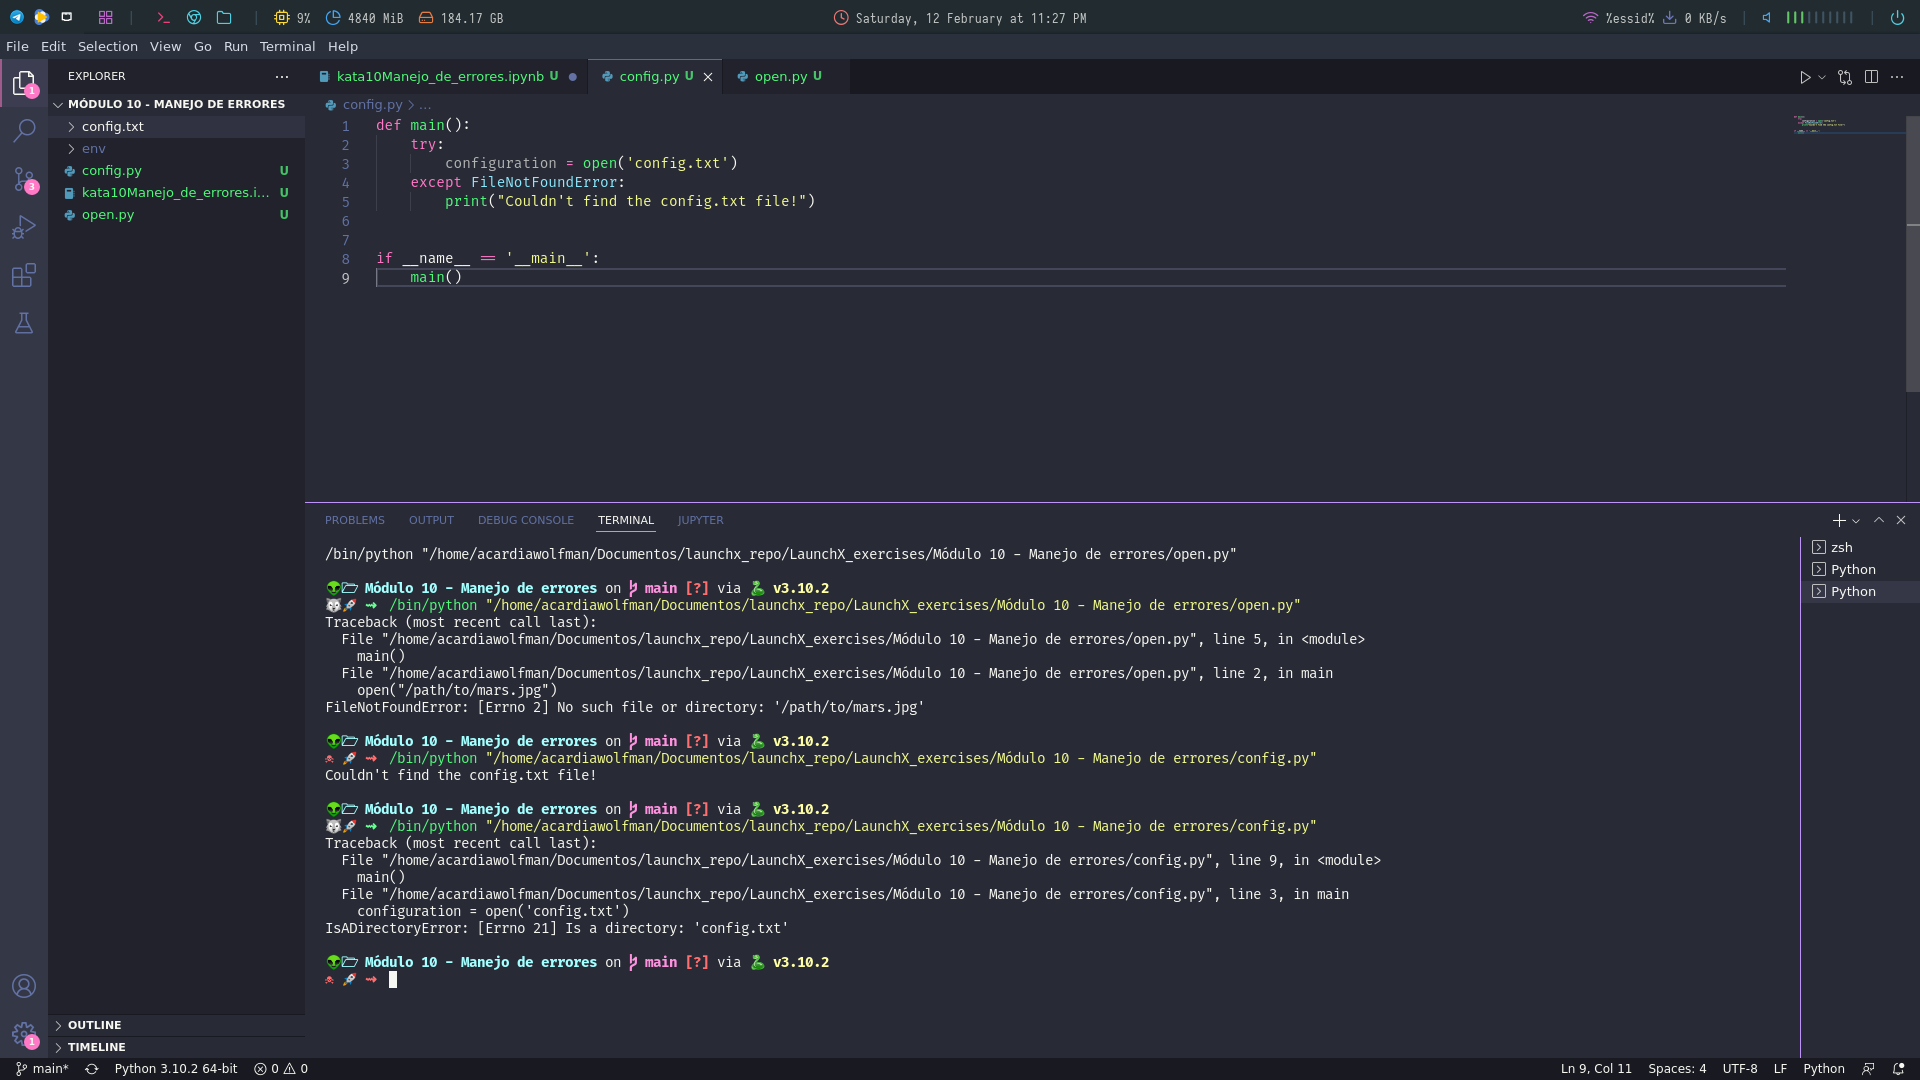 9% 4840 MiB 184.17 GB Saturday, 12 February at 11:27 PM %essid% 0 KB/s
File Edit Selection View Go Run Terminal Help
EXPLORER
MÓDULO 10 - MANEJO DE ERRORES
config.txt
env
config.py U
kata10Manejo_de_errores.i... U
open.py U
OUTLINE
TIMELINE
1
3
1
kata10Manejo_de_errores.ipynb U config.py U open.py U
config.py > ...
1 def main():
2 try:
3 configuration = open('config.txt')
4 except FileNotFoundError:
5 print("Couldn't find the config.txt file!")
6
7
8 if __name__ == '__main__':
9 main()
PROBLEMS OUTPUT DEBUG CONSOLE TERMINAL JUPYTER
/bin/python "/home/acardiawolfman/Documentos/launchx_repo/LaunchX_exercises/Módulo 10 - Manejo de errores/open.py"
Módulo 10 - Manejo de errores on main [?] via v3.10.2
/bin/python "/home/acardiawolfman/Documentos/launchx_repo/LaunchX_exercises/Módulo 10 - Manejo de errores/open.py"
Traceback (most recent call last):
File "/home/acardiawolfman/Documentos/launchx_repo/LaunchX_exercises/Módulo 10 - Manejo de errores/open.py", line 5, in <module>
main()
File "/home/acardiawolfman/Documentos/launchx_repo/LaunchX_exercises/Módulo 10 - Manejo de errores/open.py", line 2, in main
open("/path/to/mars.jpg")
FileNotFoundError: [Errno 2] No such file or directory: '/path/to/mars.jpg'
Módulo 10 - Manejo de errores on main [?] via v3.10.2
/bin/python "/home/acardiawolfman/Documentos/launchx_repo/LaunchX_exercises/Módulo 10 - Manejo de errores/config.py"
Couldn't find the config.txt file!
Módulo 10 - Manejo de errores on main [?] via v3.10.2
/bin/python "/home/acardiawolfman/Documentos/launchx_repo/LaunchX_exercises/Módulo 10 - Manejo de errores/config.py"
Traceback (most recent call last):
File "/home/acardiawolfman/Documentos/launchx_repo/LaunchX_exercises/Módulo 10 - Manejo de errores/config.py", line 9, in <module>
main()
File "/home/acardiawolfman/Documentos/launchx_repo/LaunchX_exercises/Módulo 10 - Manejo de errores/config.py", line 3, in main
configuration = open('config.txt')
IsADirectoryError: [Errno 21] Is a directory: 'config.txt'
Módulo 10 - Manejo de errores on main [?] via v3.10.2
zsh
Python
Python
main* Python 3.10.2 64-bit 0 0 Ln 9, Col 11 Spaces: 4 UTF-8 LF Python